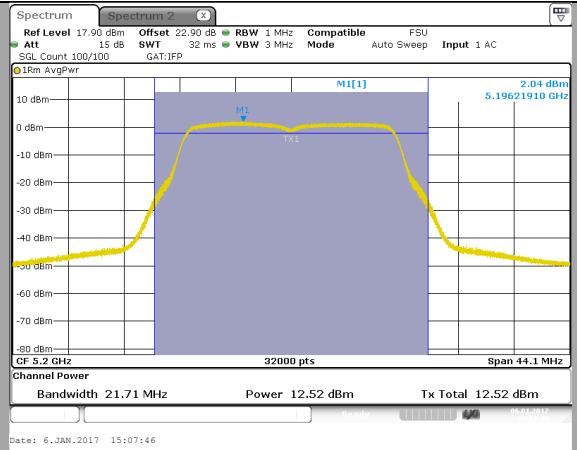 Spectrum Spectrum 2 X
Ref Level 17.90 dBm Offset 22.90 dB RBW 1 MHz Compatible FSU
Att 15 dB SWT 32 ms VBW 3 MHz Mode Auto Sweep Input 1 AC
SGL Count 100/100 GAT:IFP
1Rm AvgPwr
M1[1] 2.04 dBm
5.19621910 GHz
10 dBm
M1
0 dBm
TX1
-10 dBm
-20 dBm
-30 dBm
-40 dBm
-50 dBm
-60 dBm
-70 dBm
-80 dBm
CF 5.2 GHz 32000 pts Span 44.1 MHz
Channel Power
Bandwidth 21.71 MHz Power 12.52 dBm Tx Total 12.52 dBm
Ready 06.01.2017
Date: 6.JAN.2017 15:07:46